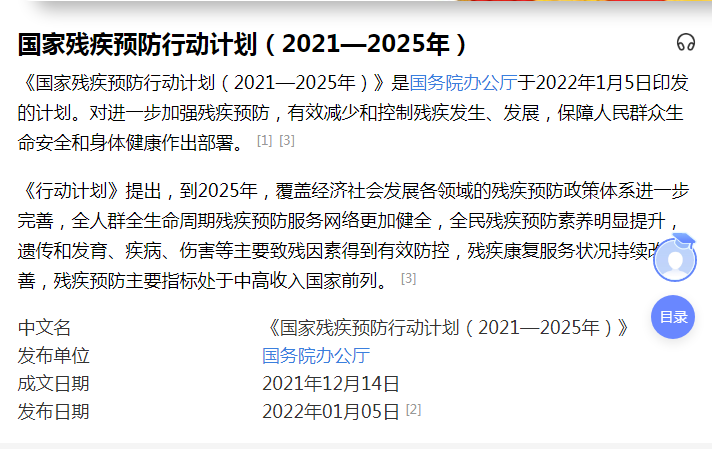 国家残疾预防行动计划（2021—2025年）
《国家残疾预防行动计划（2021—2025年）》是国务院办公厅于2022年1月5日印发
的计划。对进一步加强残疾预防，有效减少和控制残疾发生、发展，保障人民群众生
命安全和身体健康作出部署。 [1] [3]
《行动计划》提出，到2025年，覆盖经济社会发展各领域的残疾预防政策体系进一步
完善，全人群全生命周期残疾预防服务网络更加健全，全民残疾预防素养明显提升，
遗传和发育、疾病、伤害等主要致残因素得到有效防控，残疾康复服务状况持续改
善，残疾预防主要指标处于中高收入国家前列。 [3]
目录
中文名 《国家残疾预防行动计划（2021—2025年）》
发布单位 国务院办公厅
成文日期 2021年12月14日
发布日期 2022年01月05日 [2]